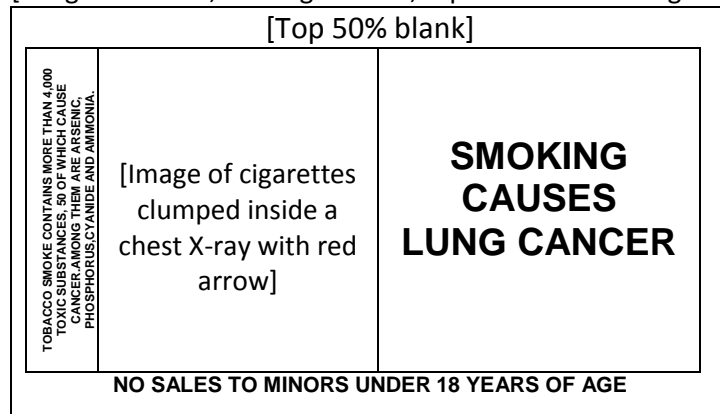 [Top 50% blank]
TOBACCO SMOKE CONTAINS MORE THAN 4,000
TOXIC SUBSTANCES, 50 OF WHICH CAUSE
CANCER.AMONG THEM ARE ARSENIC,
PHOSPHORUS,CYANIDE AND AMMONIA.
[Image of cigarettes
clumped inside a
chest X-ray with red
arrow]
SMOKING
CAUSES
LUNG CANCER
NO SALES TO MINORS UNDER 18 YEARS OF AGE